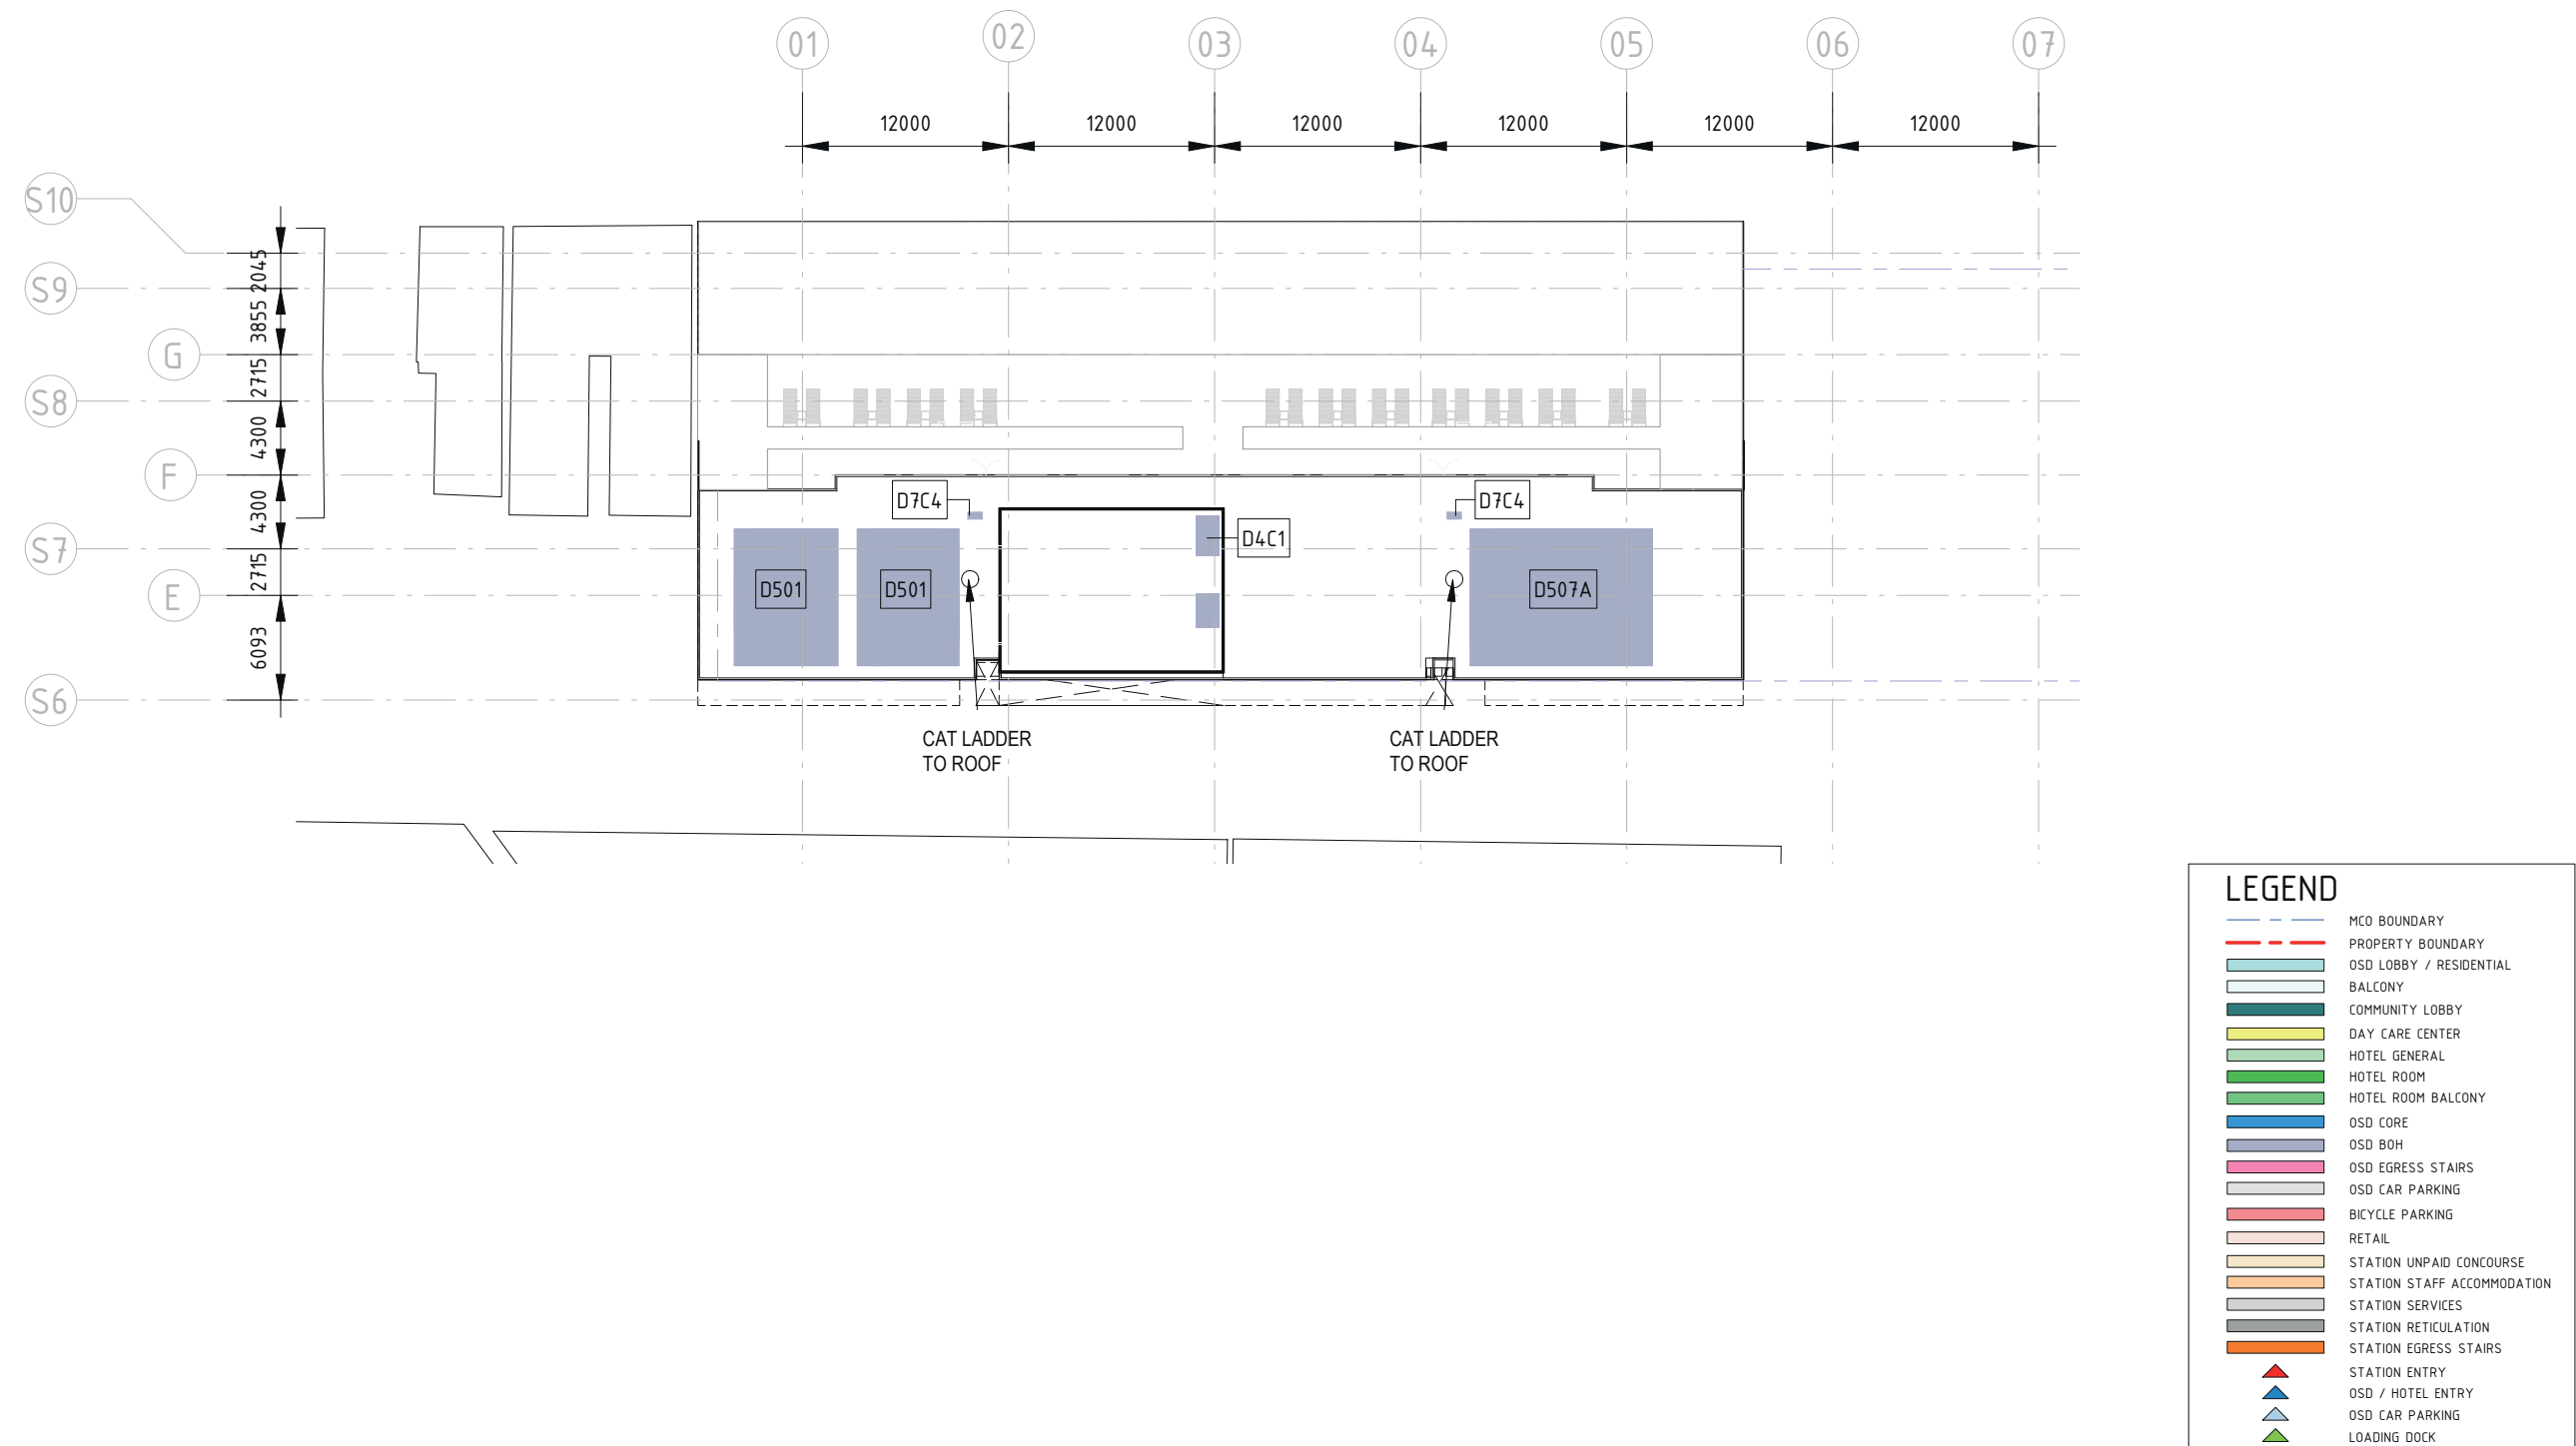 01 02 03 04 05 06 07
12000 12000 12000 12000 12000 12000
S10
2045
S9
3855
G
2715
S8
4300
F
4300
S7
2715
E
6093
S6
D7C4 D7C4
D4C1
D501 D501 D507A
CAT LADDER CAT LADDER
TO ROOF TO ROOF
LEGEND
MCO BOUNDARY
PROPERTY BOUNDARY
OSD LOBBY / RESIDENTIAL
BALCONY
COMMUNITY LOBBY
DAY CARE CENTER
HOTEL GENERAL
HOTEL ROOM
HOTEL ROOM BALCONY
OSD CORE
OSD BOH
OSD EGRESS STAIRS
OSD CAR PARKING
BICYCLE PARKING
RETAIL
STATION UNPAID CONCOURSE
STATION STAFF ACCOMMODATION
STATION SERVICES
STATION RETICULATION
STATION EGRESS STAIRS
STATION ENTRY
OSD / HOTEL ENTRY
OSD CAR PARKING
LOADING DOCK